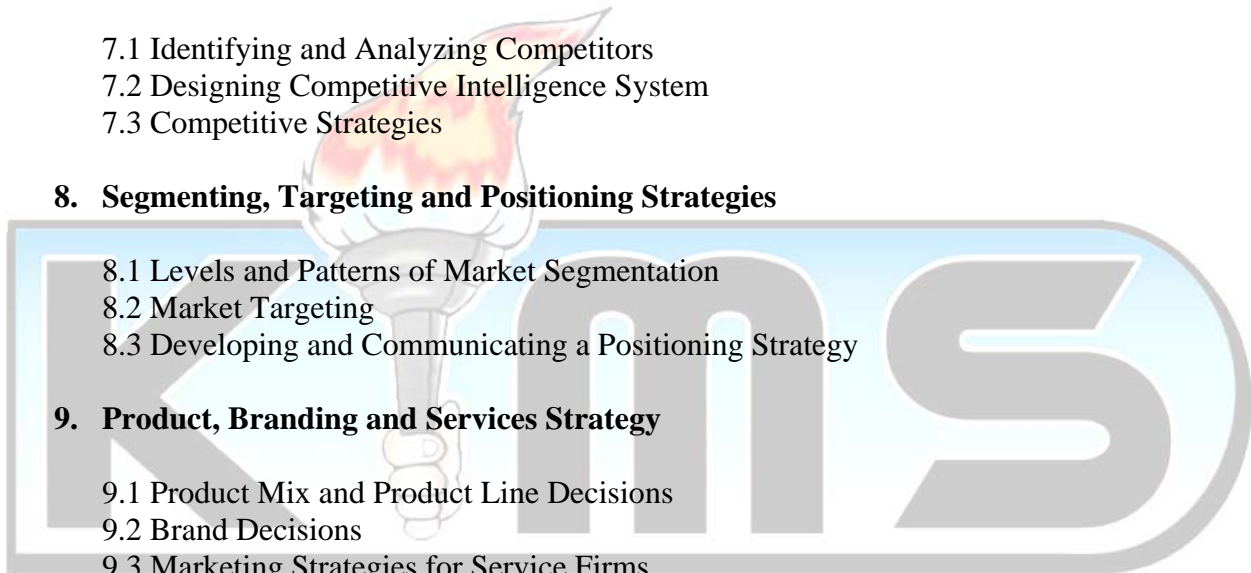 7.1 Identifying and Analyzing Competitors
7.2 Designing Competitive Intelligence System
7.3 Competitive Strategies
8. Segmenting, Targeting and Positioning Strategies
8.1 Levels and Patterns of Market Segmentation
8.2 Market Targeting
8.3 Developing and Communicating a Positioning Strategy
9. Product, Branding and Services Strategy
9.1 Product Mix and Product Line Decisions
9.2 Brand Decisions
9.3 Marketing Strategies for Service Firms
KIMS